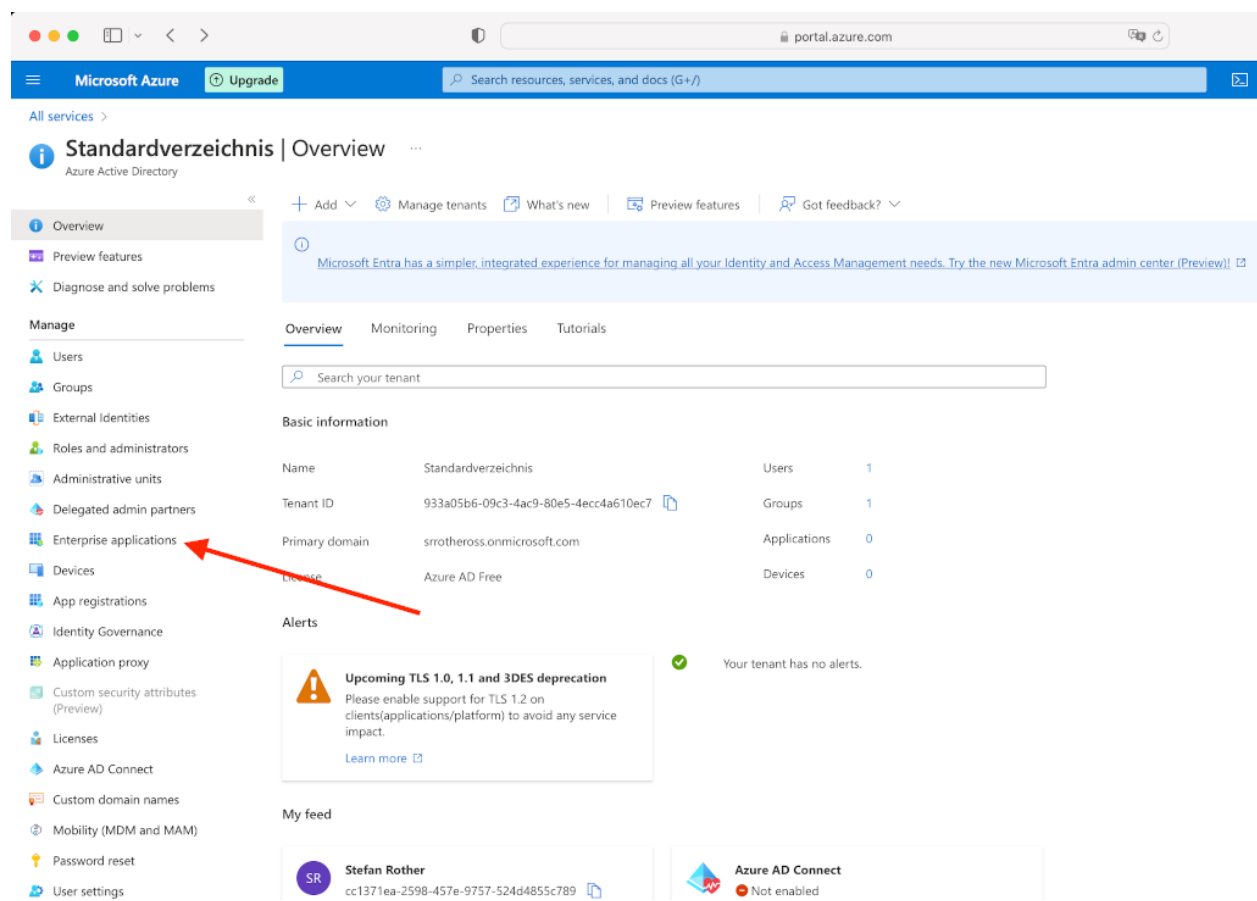 portal.azure.com
Microsoft Azure
Upgrade
Search resources, services, and docs (G+/)
All services >
Standardverzeichnis | Overview ...
Azure Active Directory
«
Overview
Preview features
Diagnose and solve problems
Manage
Users
Groups
External Identities
Roles and administrators
Administrative units
Delegated admin partners
Enterprise applications
Devices
App registrations
Identity Governance
Application proxy
Custom security attributes
(Preview)
Licenses
Azure AD Connect
Custom domain names
Mobility (MDM and MAM)
Password reset
User settings
Add
Manage tenants
What's new
Preview features
Got feedback?
Microsoft Entra has a simpler, integrated experience for managing all your Identity and Access Management needs. Try the new Microsoft Entra admin center (Preview)!
Overview
Monitoring
Properties
Tutorials
Search your tenant
Basic information
Name Standardverzeichnis Users 1
Tenant ID 933a05b6-09c3-4ac9-80e5-4ecc4a610ec7 Groups 1
Primary domain srrotheross.onmicrosoft.com Applications 0
License Azure AD Free Devices 0
Alerts
Upcoming TLS 1.0, 1.1 and 3DES deprecation
Please enable support for TLS 1.2 on
clients(applications/platform) to avoid any service
impact.
Learn more
Your tenant has no alerts.
My feed
SR
Stefan Rother
cc1371ea-2598-457e-9757-524d4855c789
Azure AD Connect
Not enabled